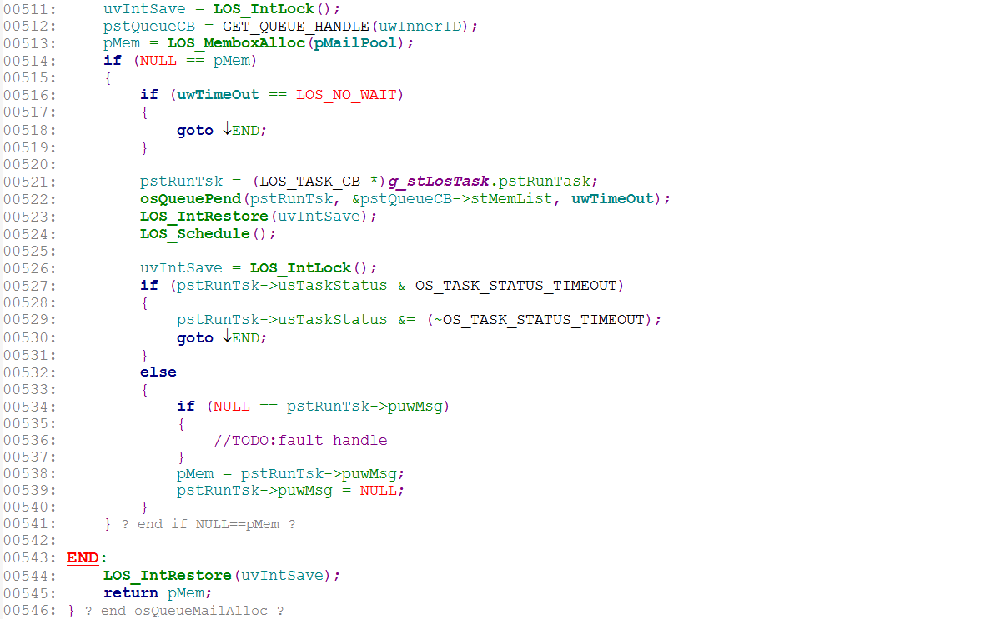 00511:     uvIntSave = LOS_IntLock();
00512:     pstQueueCB = GET_QUEUE_HANDLE(uwInnerID);
00513:     pMem = LOS_MemboxAlloc(pMailPool);
00514:     if (NULL == pMem)
00515:     {
00516:         if (uwTimeOut == LOS_NO_WAIT)
00517:         {
00518:             goto ↓END;
00519:         }
00520:
00521:         pstRunTsk = (LOS_TASK_CB *)g_stLosTask.pstRunTask;
00522:         osQueuePend(pstRunTsk, &pstQueueCB->stMemList, uwTimeOut);
00523:         LOS_IntRestore(uvIntSave);
00524:         LOS_Schedule();
00525:
00526:         uvIntSave = LOS_IntLock();
00527:         if (pstRunTsk->usTaskStatus & OS_TASK_STATUS_TIMEOUT)
00528:         {
00529:             pstRunTsk->usTaskStatus &= (~OS_TASK_STATUS_TIMEOUT);
00530:             goto ↓END;
00531:         }
00532:         else
00533:         {
00534:             if (NULL == pstRunTsk->puwMsg)
00535:             {
00536:                 //TODO:fault handle
00537:             }
00538:             pMem = pstRunTsk->puwMsg;
00539:             pstRunTsk->puwMsg = NULL;
00540:         }
00541:     } ? end if NULL==pMem ?
00542:
00543: END:
00544:     LOS_IntRestore(uvIntSave);
00545:     return pMem;
00546: } ? end osQueueMailAlloc ?